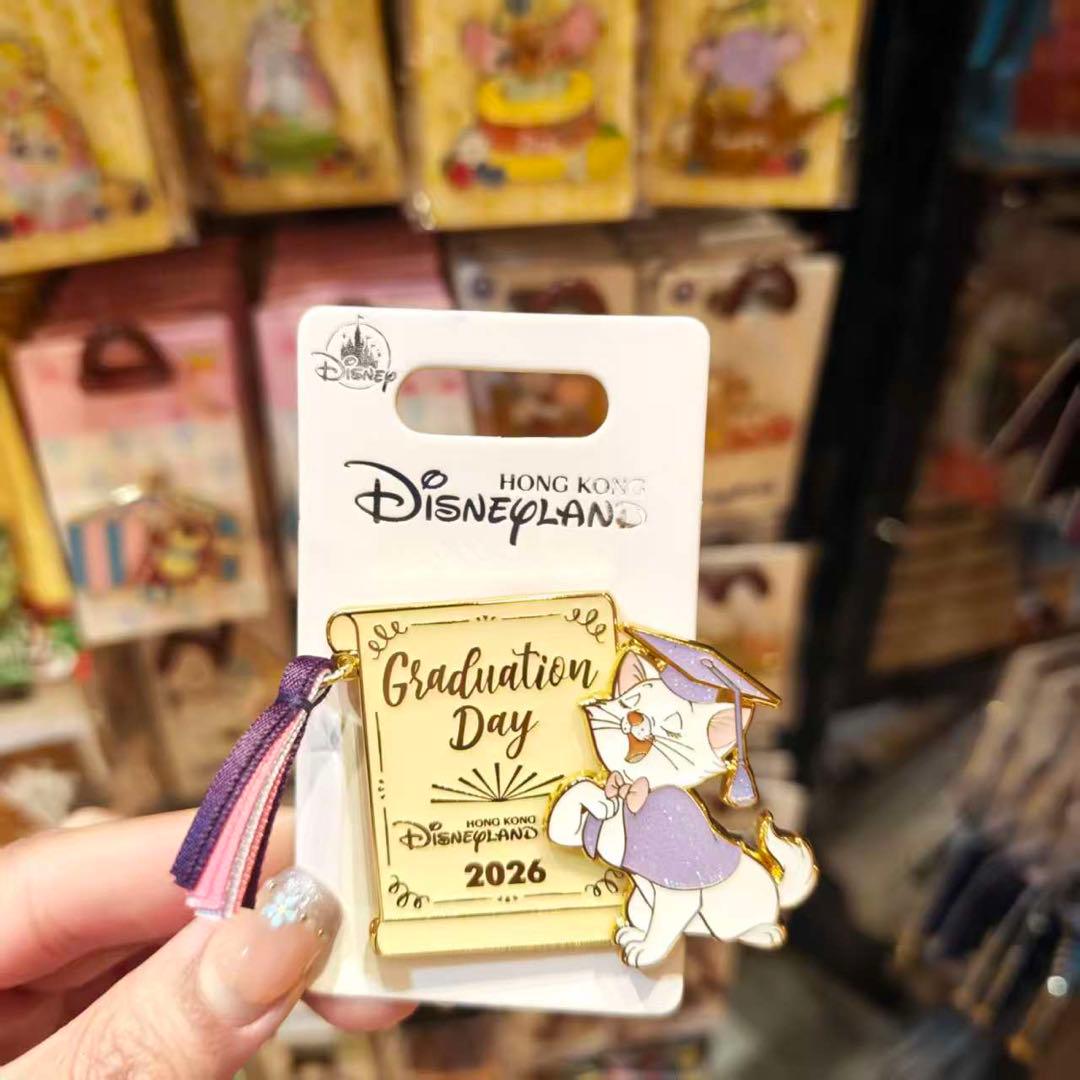 Disney
HONG KONG
Disneyland
Graduation
Day
HONG KONG
Disneyland
2026